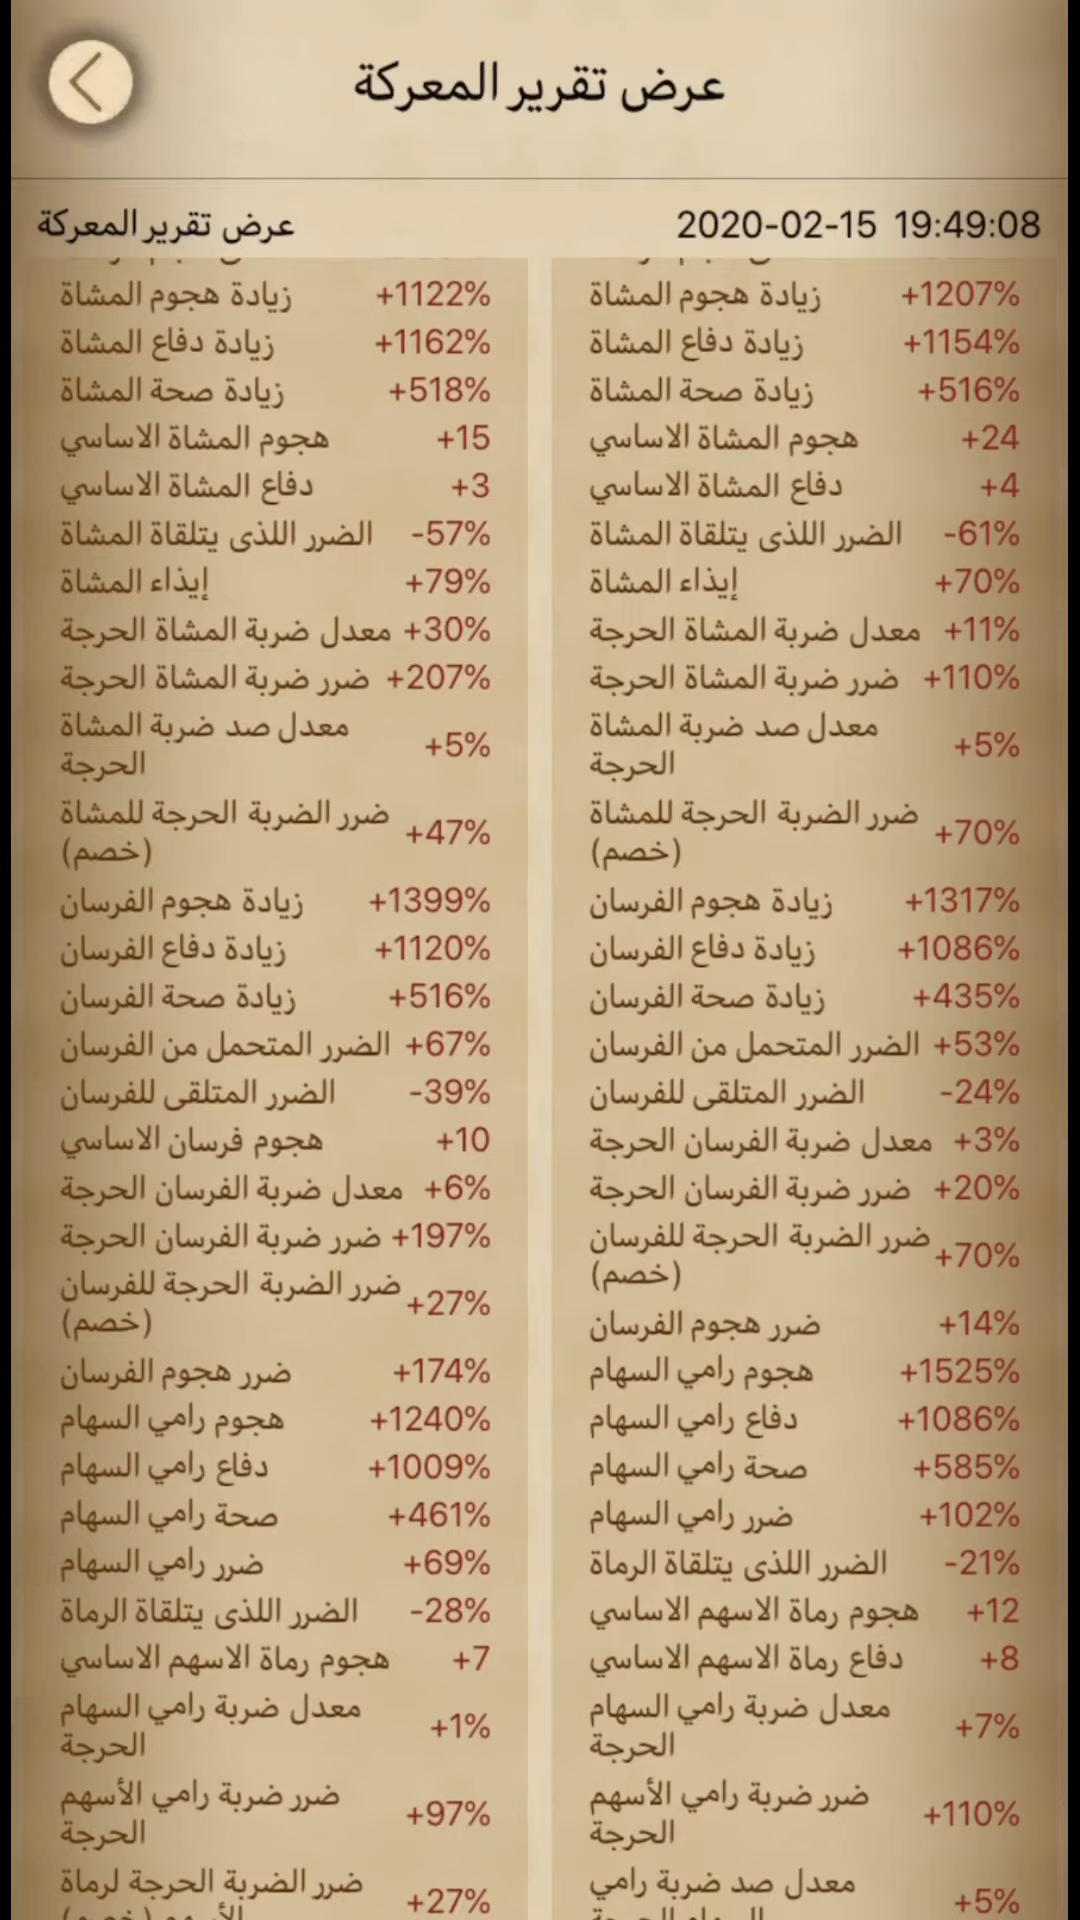 عرض تقرير المعركة
عرض تقرير المعركة 2020-02-15 19:49:08
زيادة هجوم المشاة +1122%
زيادة دفاع المشاة +1162%
زيادة صحة المشاة +518%
هجوم المشاة الاساسي +15
دفاع المشاة الاساسي +3
الضرر اللذى يتلقاة المشاة -57%
إيذاء المشاة +79%
معدل ضربة المشاة الحرجة +30%
ضرر ضربة المشاة الحرجة +207%
معدل صد ضربة المشاة
الحرجة +5%
ضرر الضربة الحرجة للمشاة
(خصم) +47%
زيادة هجوم الفرسان +1399%
زيادة دفاع الفرسان +1120%
زيادة صحة الفرسان +516%
الضرر المتحمل من الفرسان +67%
الضرر المتلقى للفرسان -39%
هجوم فرسان الاساسي +10
معدل ضربة الفرسان الحرجة +6%
ضرر ضربة الفرسان الحرجة +197%
ضرر الضربة الحرجة للفرسان
(خصم) +27%
ضرر هجوم الفرسان +174%
هجوم رامي السهام +1240%
دفاع رامي السهام +1009%
صحة رامي السهام +461%
ضرر رامي السهام +69%
الضرر اللذى يتلقاة الرماة -28%
هجوم رماة الاسهم الاساسي +7
معدل ضربة رامي السهام
الحرجة +1%
ضرر ضربة رامي الأسهم
الحرجة +97%
ضرر الضربة الحرجة لرماة
الأسهم (خصم) +27%
زيادة هجوم المشاة +1207%
زيادة دفاع المشاة +1154%
زيادة صحة المشاة +516%
هجوم المشاة الاساسي +24
دفاع المشاة الاساسي +4
الضرر اللذى يتلقاة المشاة -61%
إيذاء المشاة +70%
معدل ضربة المشاة الحرجة +11%
ضرر ضربة المشاة الحرجة +110%
معدل صد ضربة المشاة
الحرجة +5%
ضرر الضربة الحرجة للمشاة
(خصم) +70%
زيادة هجوم الفرسان +1317%
زيادة دفاع الفرسان +1086%
زيادة صحة الفرسان +435%
الضرر المتحمل من الفرسان +53%
الضرر المتلقى للفرسان -24%
معدل ضربة الفرسان الحرجة +3%
ضرر ضربة الفرسان الحرجة +20%
ضرر الضربة الحرجة للفرسان
(خصم) +70%
ضرر هجوم الفرسان +14%
هجوم رامي السهام +1525%
دفاع رامي السهام +1086%
صحة رامي السهام +585%
ضرر رامي السهام +102%
الضرر اللذى يتلقاة الرماة -21%
هجوم رماة الاسهم الاساسي +12
دفاع رماة الاسهم الاساسي +8
معدل ضربة رامي السهام
الحرجة +7%
ضرر ضربة رامي الأسهم
الحرجة +110%
معدل صد ضربة رامي
السهام الحرجة +5%